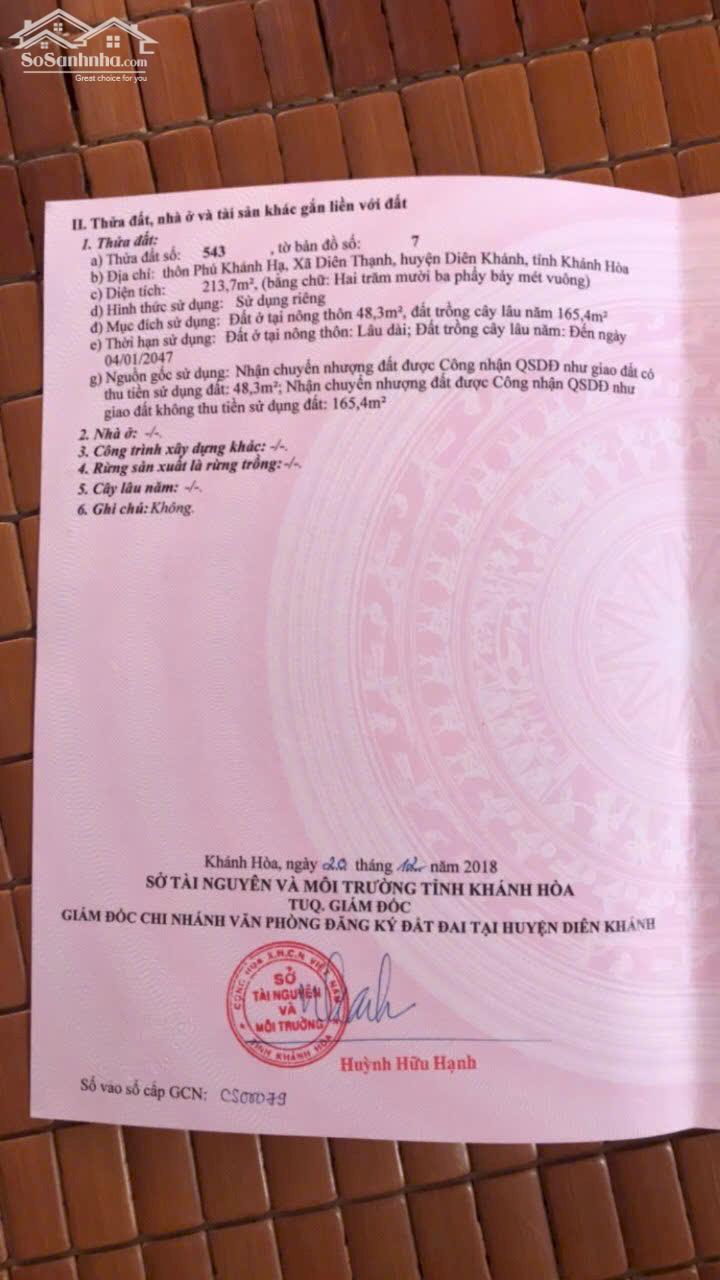 SoSanhnha.com
Great choice for you
II. Thửa đất, nhà ở và tài sản khác gắn liền với đất
1. Thửa đất:
a) Thửa đất số: 543 , tờ bản đồ số: 7
b) Địa chỉ: thôn Phú Khánh Hạ, Xã Diên Thạnh, huyện Diên Khánh, tỉnh Khánh Hòa
c) Diện tích: 213,7m², (bằng chữ: Hai trăm mười ba phẩy bảy mét vuông)
d) Hình thức sử dụng: Sử dụng riêng
đ) Mục đích sử dụng: Đất ở tại nông thôn 48,3m², đất trồng cây lâu năm 165,4m²
e) Thời hạn sử dụng: Đất ở tại nông thôn: Lâu dài; Đất trồng cây lâu năm: Đến ngày
04/01/2047
g) Nguồn gốc sử dụng: Nhận chuyển nhượng đất được Công nhận QSDĐ như giao đất có
thu tiền sử dụng đất: 48,3m²; Nhận chuyển nhượng đất được Công nhận QSDĐ như
giao đất không thu tiền sử dụng đất: 165,4m²
2. Nhà ở: -/-.
3. Công trình xây dựng khác: -/-.
4. Rừng sản xuất là rừng trồng: -/-.
5. Cây lâu năm: -/-.
6. Ghi chú: Không.
Khánh Hòa, ngày 20 tháng 12 năm 2018
SỞ TÀI NGUYÊN VÀ MÔI TRƯỜNG TỈNH KHÁNH HÒA
TUQ. GIÁM ĐỐC
GIÁM ĐỐC CHI NHÁNH VĂN PHÒNG ĐĂNG KÝ ĐẤT ĐAI TẠI HUYỆN DIÊN KHÁNH
CỘNG HÒA X.H.C.N VIỆT NAM
SỞ
TÀI NGUYÊN
VÀ
MÔI TRƯỜNG
TỈNH KHÁNH HÒA
Huỳnh Hữu Hạnh
Số vào sổ cấp GCN: CS00079